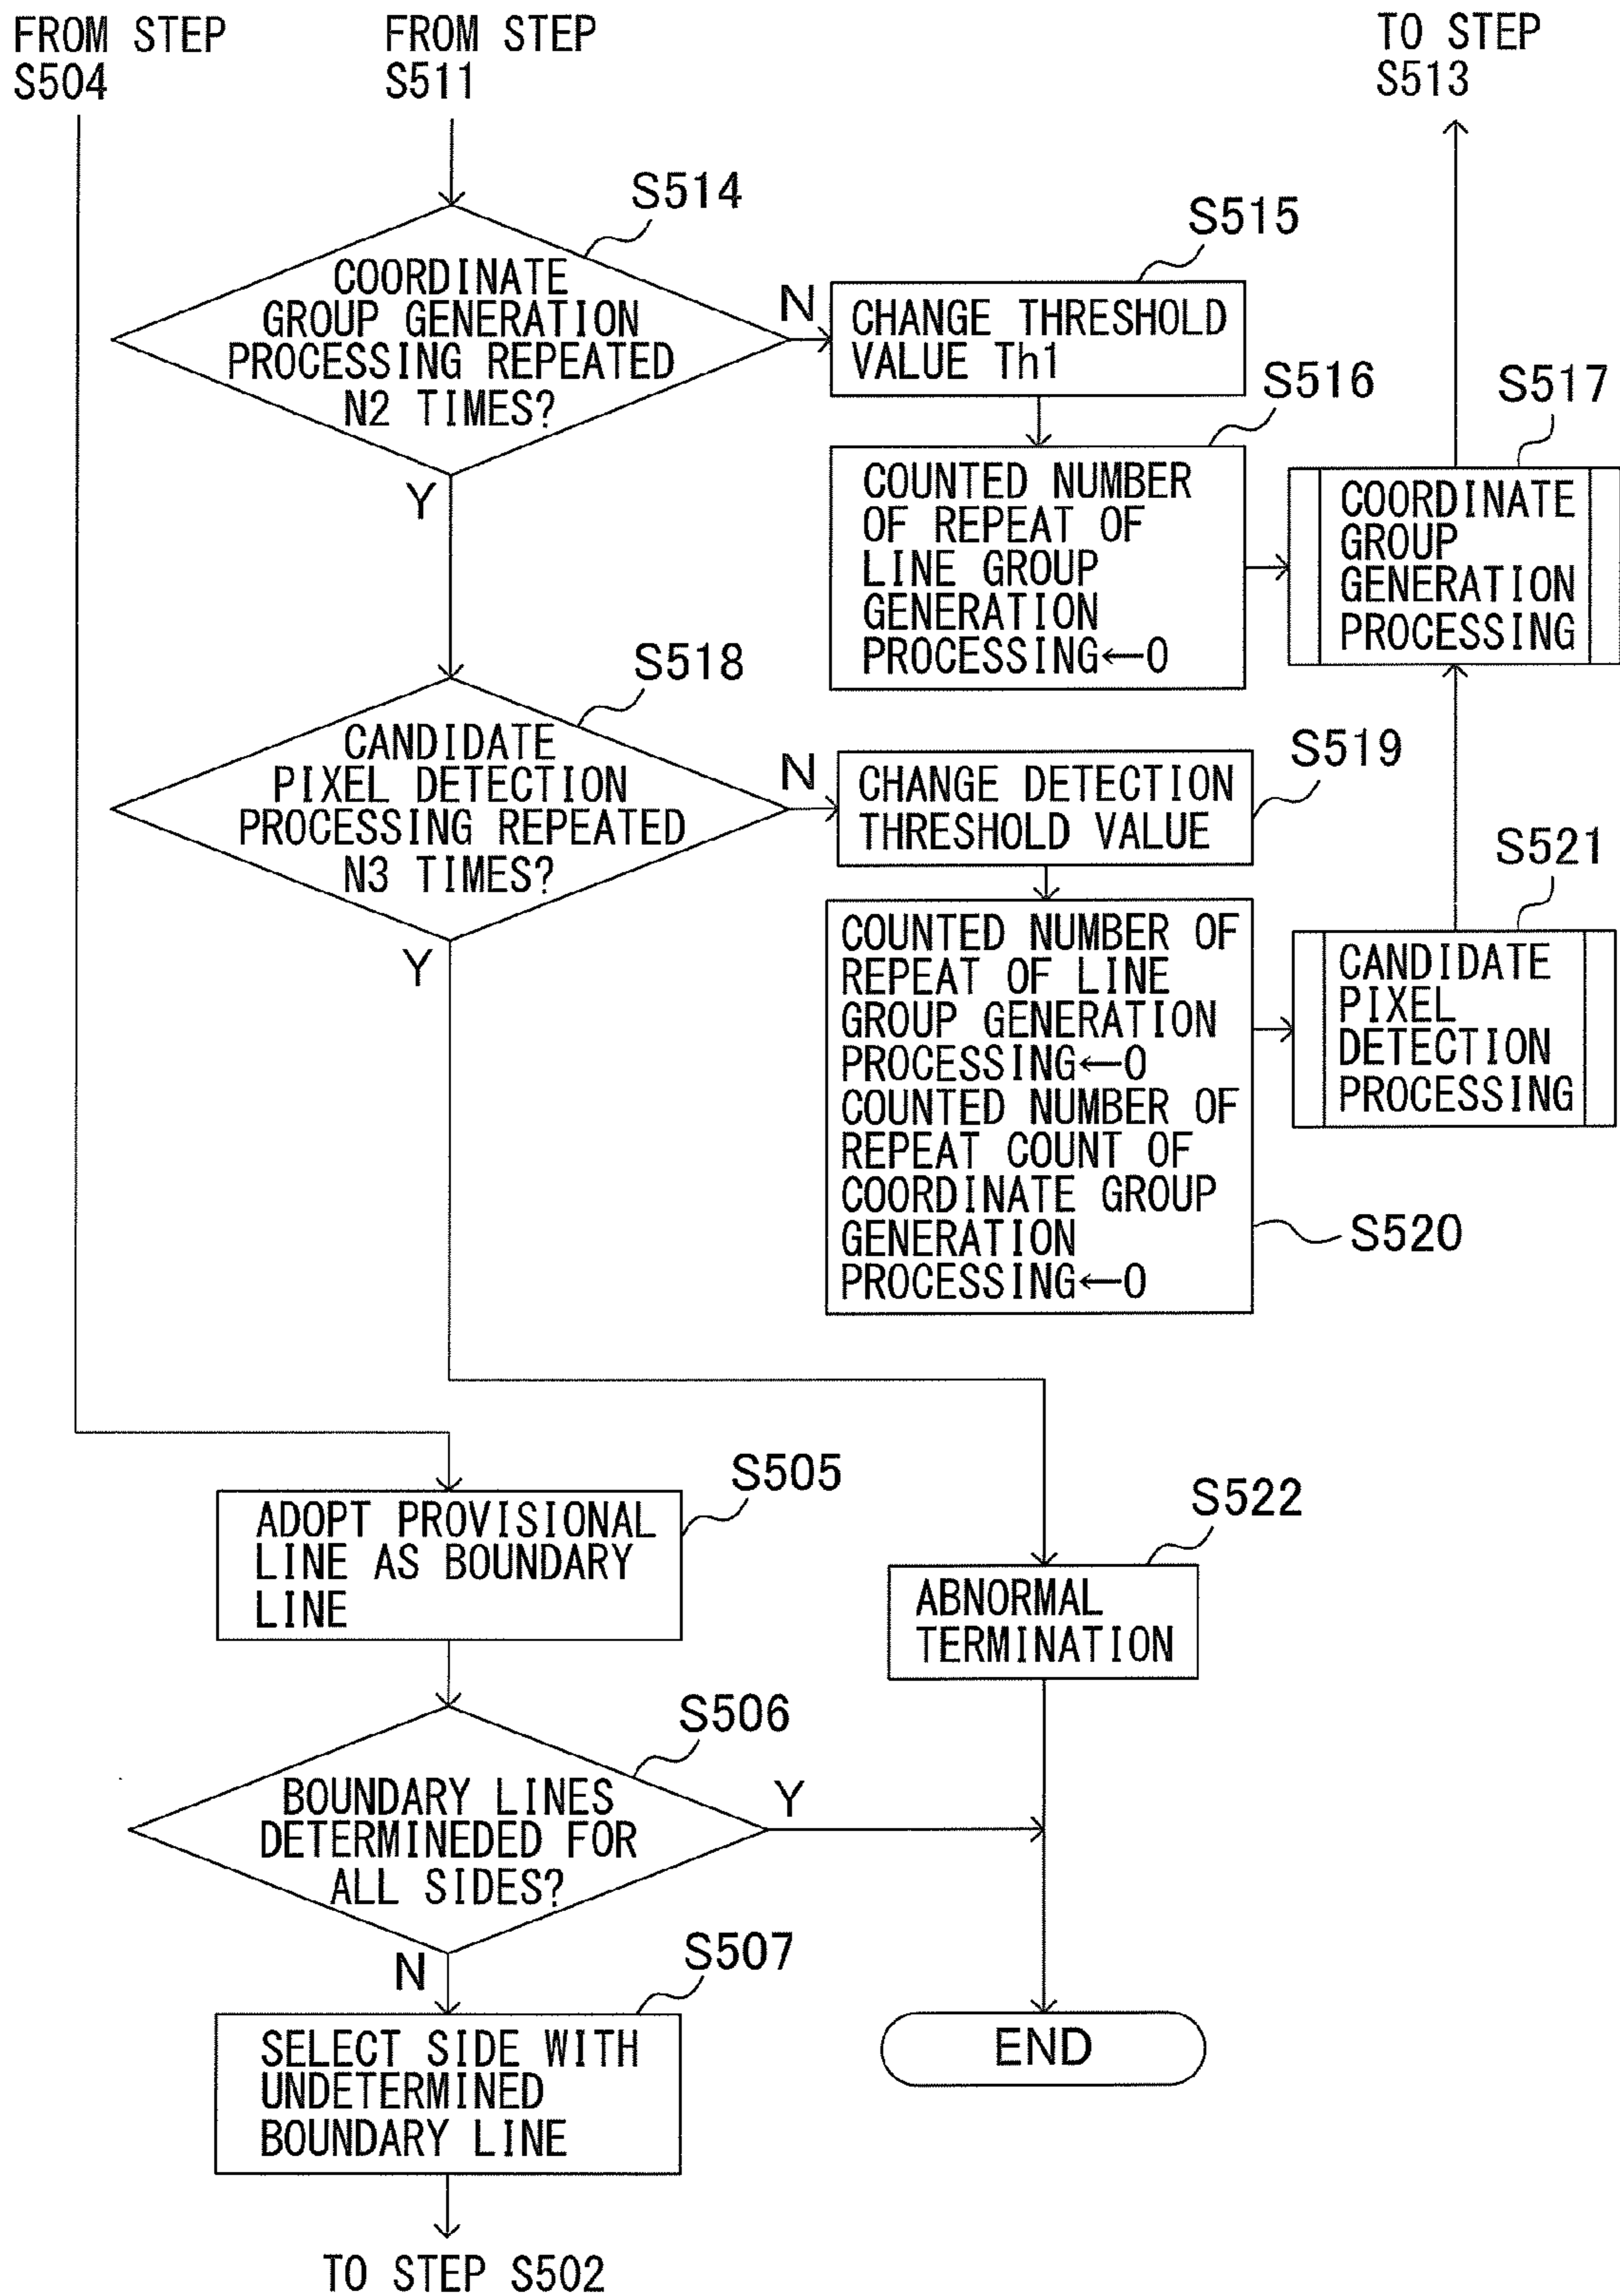 FROM STEP
S504
FROM STEP
S511
TO STEP
S513
S514
COORDINATE
GROUP GENERATION
PROCESSING REPEATED
N2 TIMES?
N
Y
S515
CHANGE THRESHOLD
VALUE Th1
S516
COUNTED NUMBER
OF REPEAT OF
LINE GROUP
GENERATION
PROCESSING←0
S517
COORDINATE
GROUP
GENERATION
PROCESSING
S518
CANDIDATE
PIXEL DETECTION
PROCESSING REPEATED
N3 TIMES?
N
Y
S519
CHANGE DETECTION
THRESHOLD VALUE
COUNTED NUMBER OF
REPEAT OF LINE
GROUP GENERATION
PROCESSING←0
COUNTED NUMBER OF
REPEAT COUNT OF
COORDINATE GROUP
GENERATION
PROCESSING←0
S520
S521
CANDIDATE
PIXEL
DETECTION
PROCESSING
S505
ADOPT PROVISIONAL
LINE AS BOUNDARY
LINE
S522
ABNORMAL
TERMINATION
S506
BOUNDARY LINES
DETERMINEDED FOR
ALL SIDES?
Y
N
S507
SELECT SIDE WITH
UNDETERMINED
BOUNDARY LINE
END
TO STEP S502